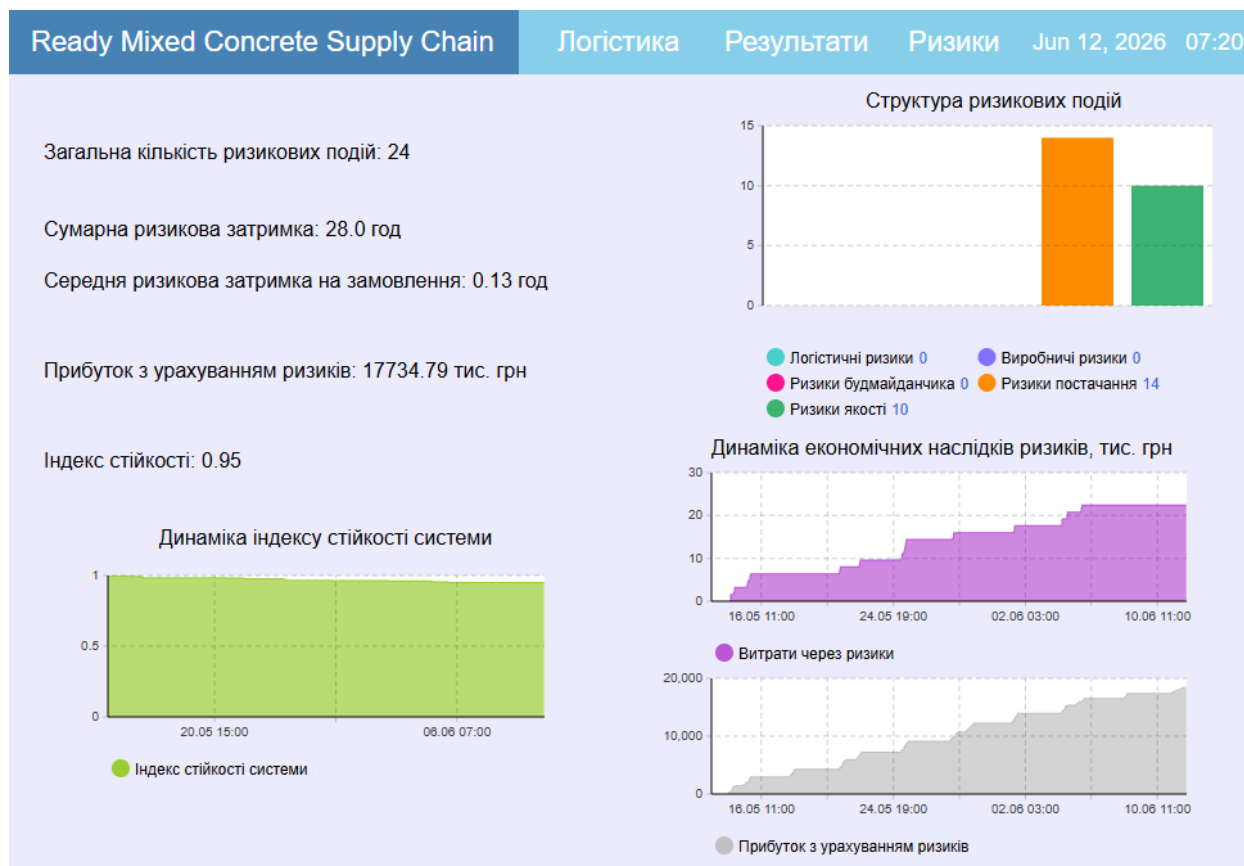 Ready Mixed Concrete Supply Chain Логістика Результати Ризики Jun 12, 2026 07:20
Загальна кількість ризикових подій: 24
Сумарна ризикова затримка: 28.0 год
Середня ризикова затримка на замовлення: 0.13 год
Прибуток з урахуванням ризиків: 17734.79 тис. грн
Індекс стійкості: 0.95
Динаміка індексу стійкості системи
1
0.5
0
20.05 15:00 06.06 07:00
Індекс стійкості системи
Структура ризикових подій
15
10
5
0
Логістичні ризики 0 Виробничі ризики 0
Ризики будмайданчика 0 Ризики постачання 14
Ризики якості 10
Динаміка економічних наслідків ризиків, тис. грн
30
20
10
0
16.05 11:00 24.05 19:00 02.06 03:00 10.06 11:00
Витрати через ризики
20,000
10,000
0
16.05 11:00 24.05 19:00 02.06 03:00 10.06 11:00
Прибуток з урахуванням ризиків